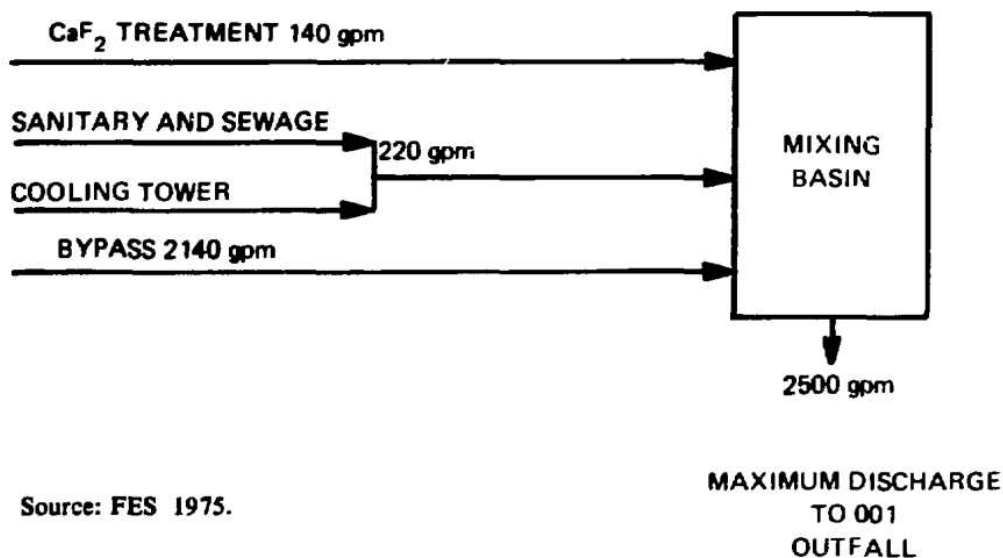 CaF₂ TREATMENT 140 gpm
SANITARY AND SEWAGE
220 gpm
COOLING TOWER
BYPASS 2140 gpm
MIXING
BASIN
2500 gpm
MAXIMUM DISCHARGE
TO 001
OUTFALL
Source: FES 1975.